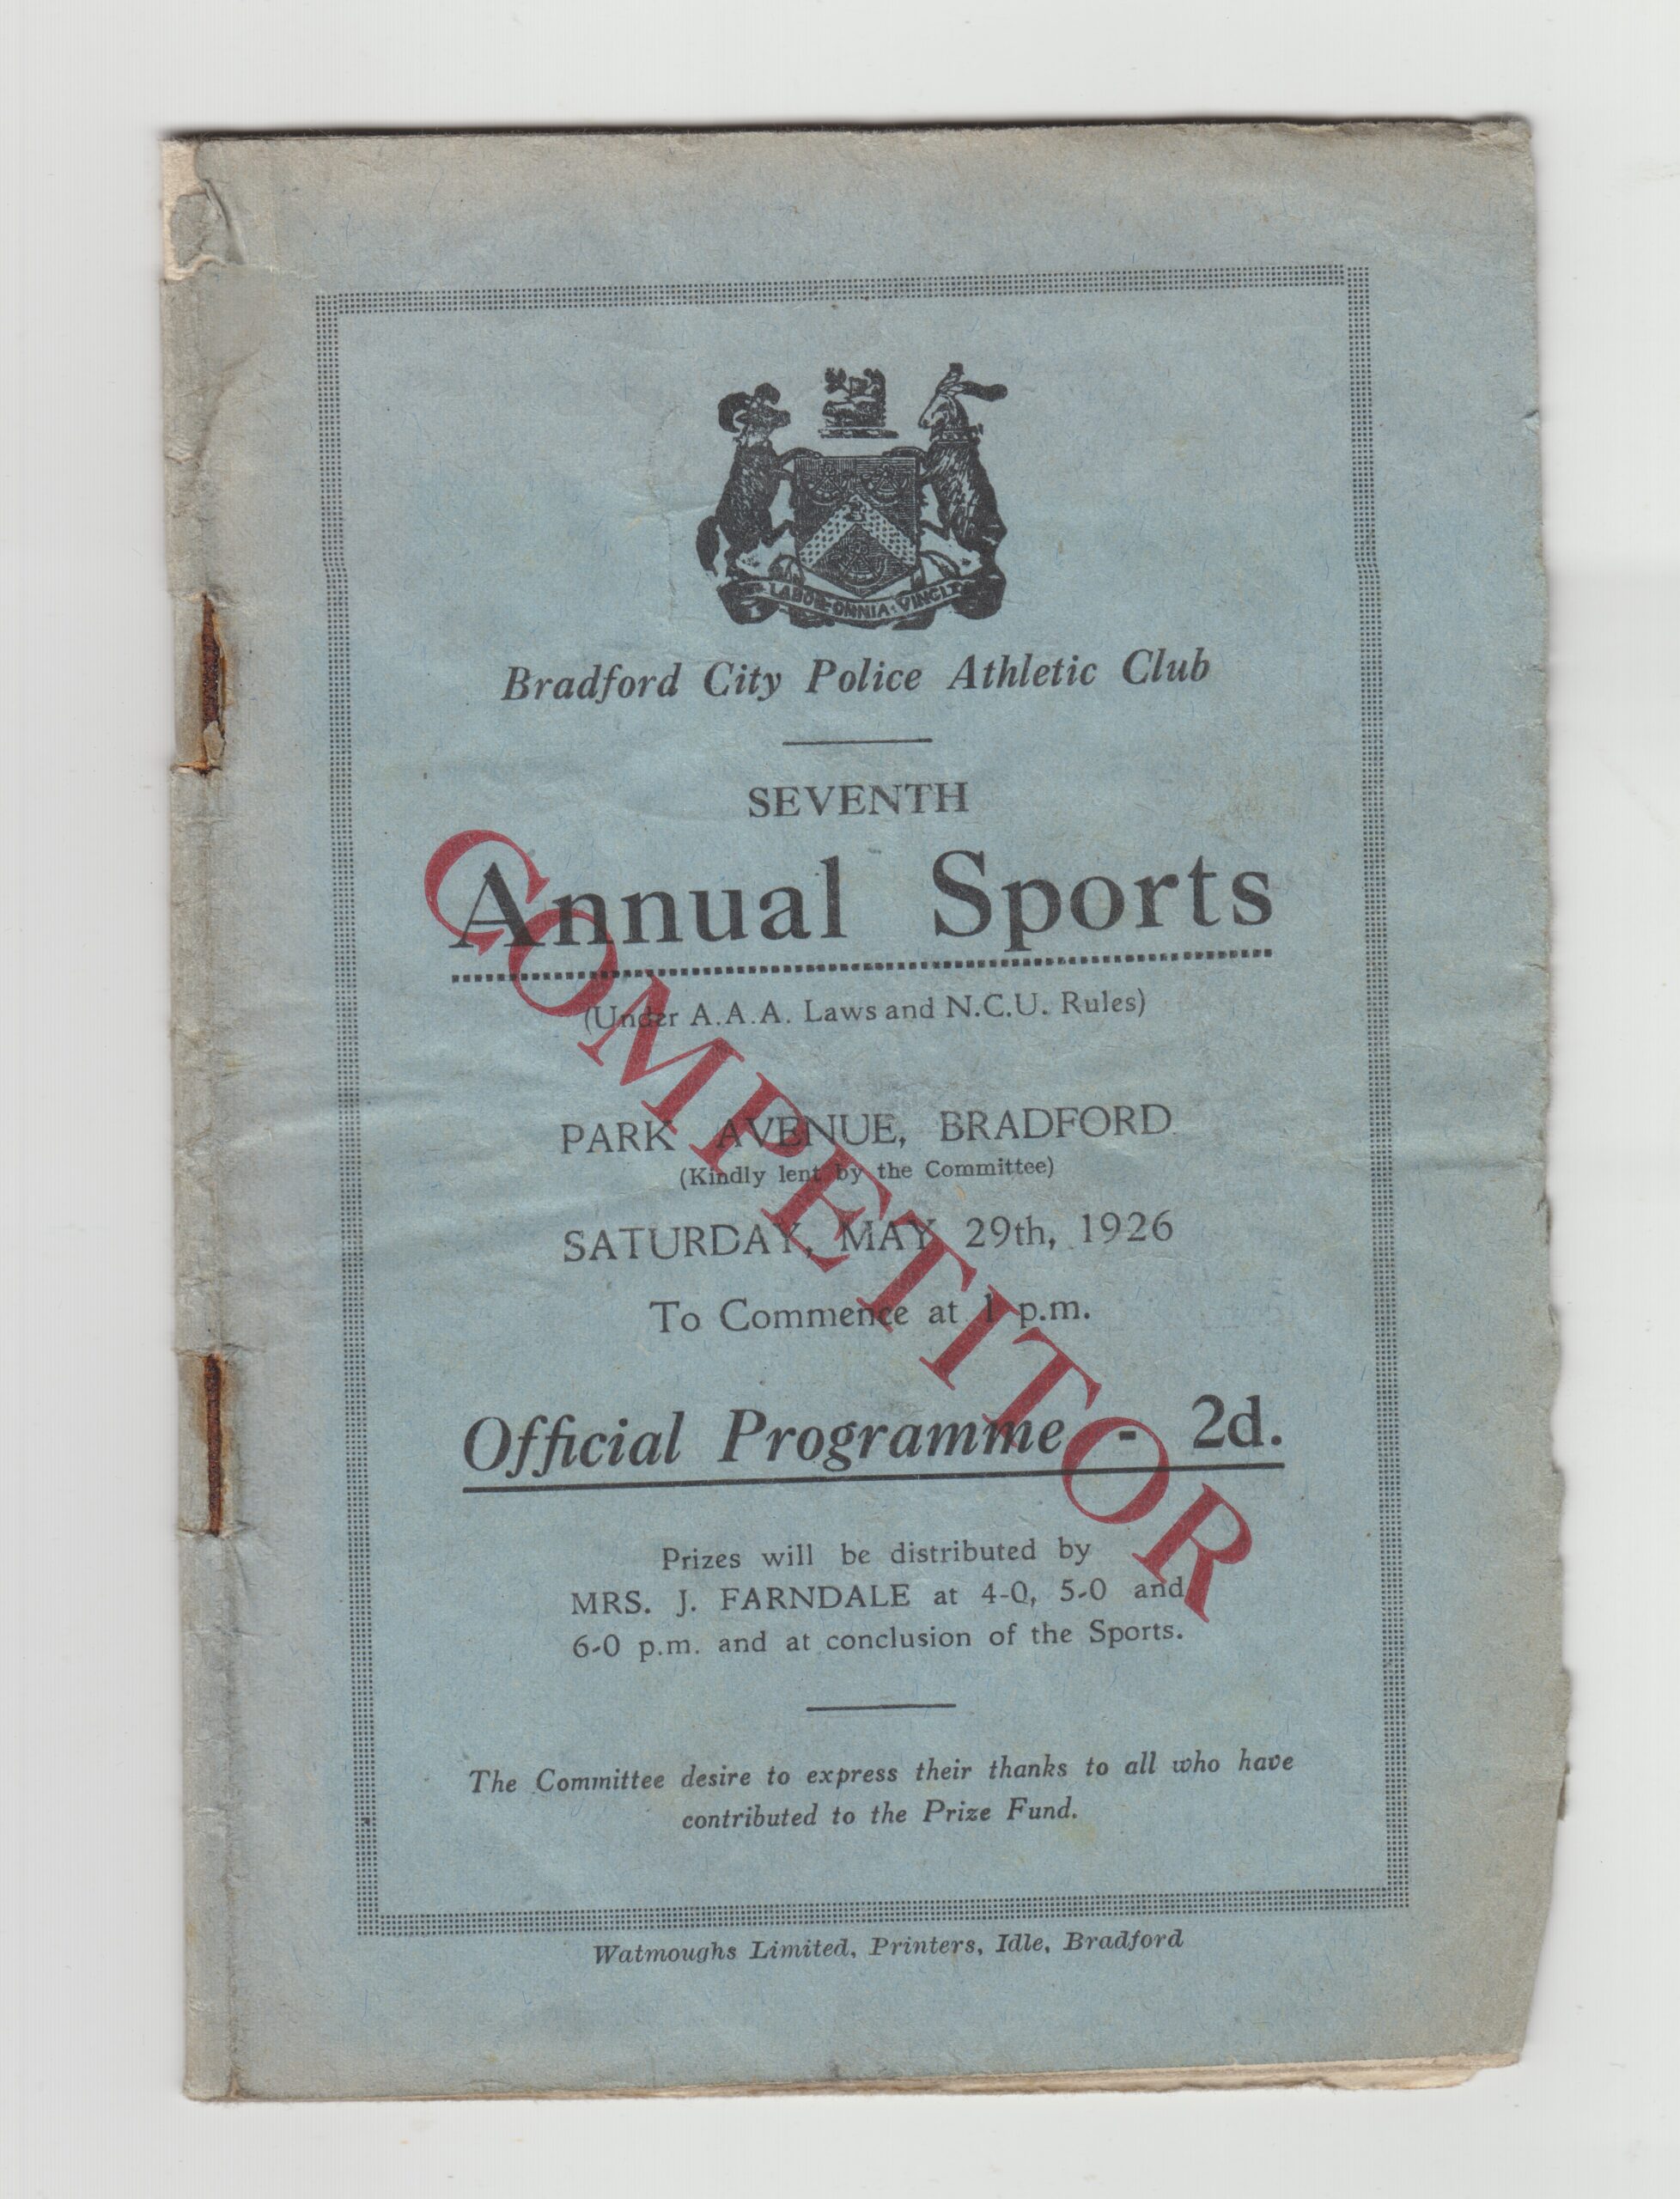 LABOR OMNIA VINCIT
Bradford City Police Athletic Club
SEVENTH
Annual Sports
(Under A.A.A. Laws and N.C.U. Rules)
PARK AVENUE, BRADFORD
(Kindly lent by the Committee)
SATURDAY, MAY 29th, 1926
To Commence at 1 p.m.
Official Programme - 2d.
COMPETITOR
Prizes will be distributed by
MRS. J. FARNDALE at 4-0, 5-0 and
6-0 p.m. and at conclusion of the Sports.
The Committee desire to express their thanks to all who have
contributed to the Prize Fund.
Watmoughs Limited, Printers, Idle, Bradford